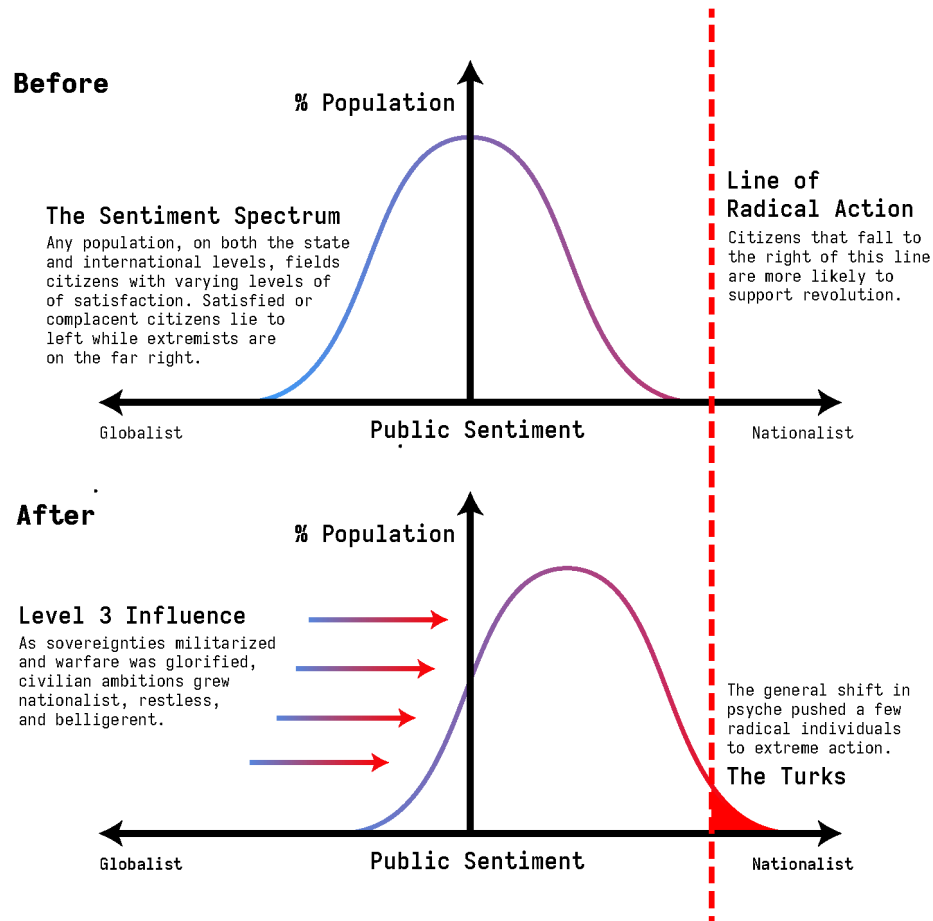 Before
% Population
The Sentiment Spectrum
Any population, on both the state
and international levels, fields
citizens with varying levels of
of satisfaction. Satisfied or
complacent citizens lie to
left while extremists are
on the far right.
Line of
Radical Action
Citizens that fall to
the right of this line
are more likely to
support revolution.
Globalist
Public Sentiment
Nationalist
After
% Population
Level 3 Influence
As sovereignties militarized
and warfare was glorified,
civilian ambitions grew
nationalist, restless,
and belligerent.
The general shift in
psyche pushed a few
radical individuals
to extreme action.
The Turks
Globalist
Public Sentiment
Nationalist